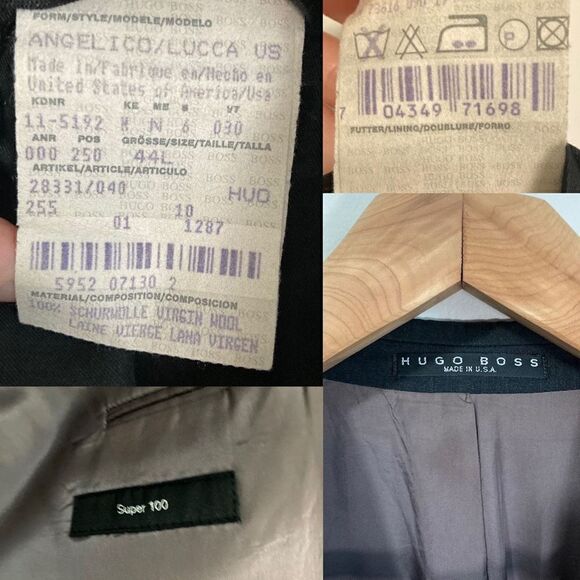 FORM/STYLE/MODELE/MODELO
ANGELICO/LUCCA US
Made in/Fabrique en/Hecho en
United States of America/Usa
KDNR KE ME S VT
11-5192 K N 6 030
ANR POS GRÖSSE/SIZE/TAILLE/TALLA
000 250 44L
ARTIKEL/ARTICLE/ARTICULO
28331/040 HUO
255 10
01 1287
5952 07130 2
MATERIAL/COMPOSITION/COMPOSICION
100% SCHURWOLLE VIRGIN WOOL
LAINE VIERGE LANA VIRGEN
7 04349 71698
FUTTER/LINING/DOUBLURE/FORRO
HUGO BOSS
MADE IN U.S.A.
Super 100